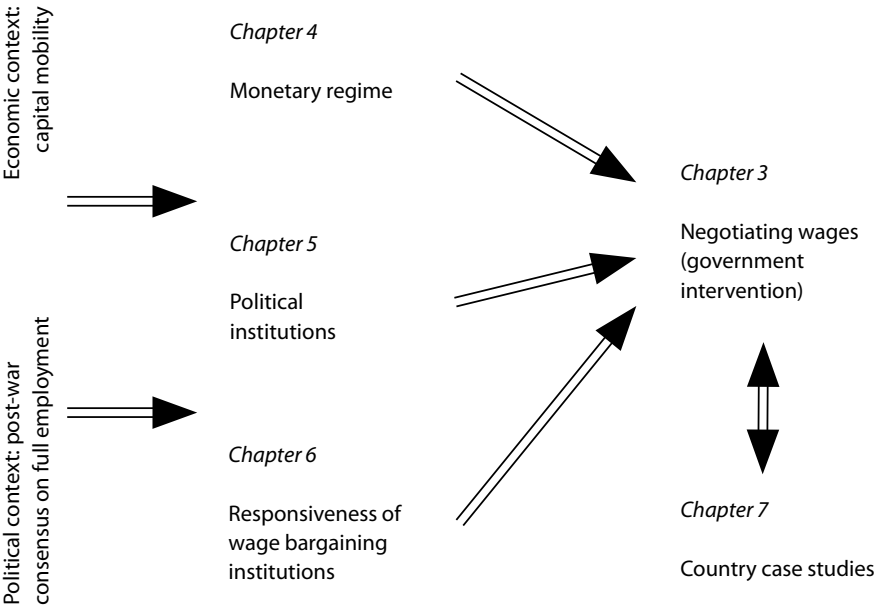 Economic context:
capital mobility
Political context: post-war
consensus on full employment
Chapter 4
Monetary regime
Chapter 5
Political
institutions
Chapter 6
Responsiveness of
wage bargaining
institutions
Chapter 3
Negotiating wages
(government
intervention)
Chapter 7
Country case studies